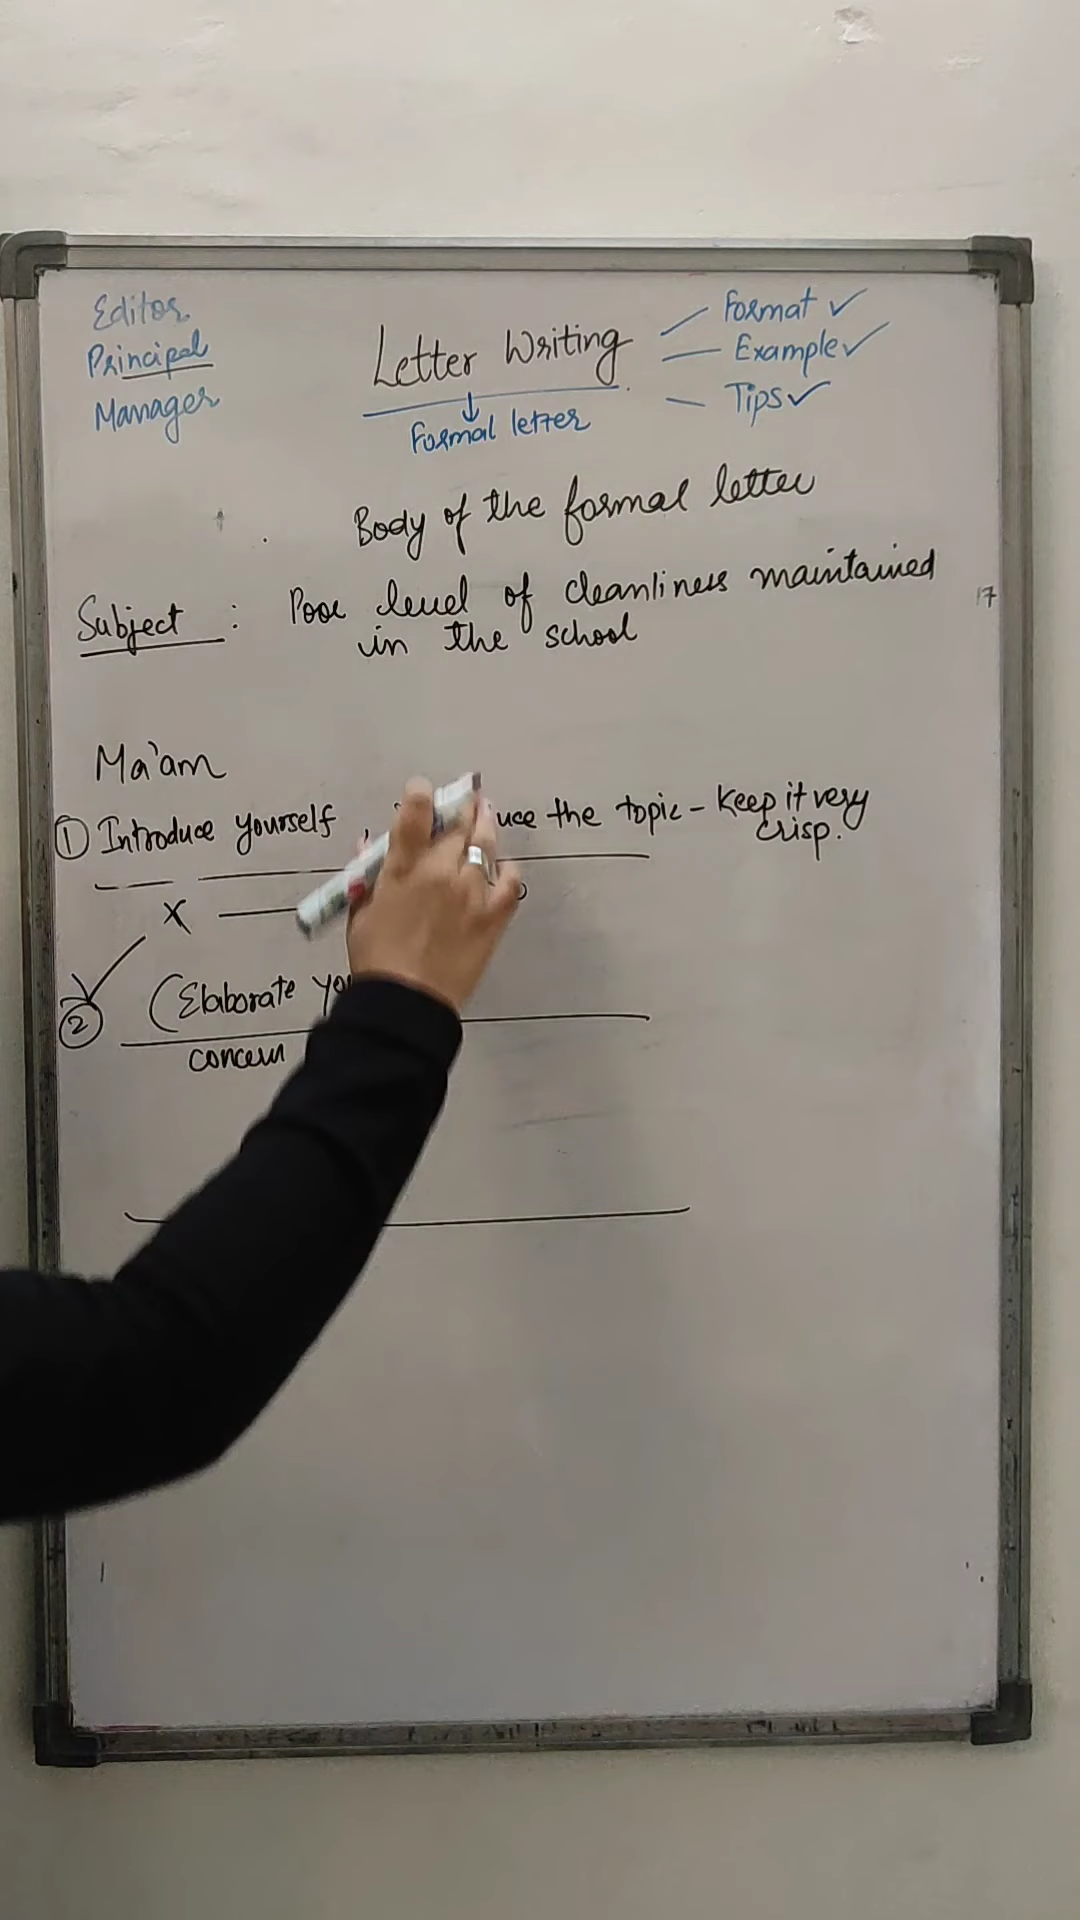 Editor
Principal
Manager
Letter Writing
Formal letter
Format ✓
Example ✓
Tips ✓
Body of the formal letter
Subject : Poor level of cleanliness maintained
in the school
17
Ma'am
① Introduce yourself , the topic - Keep it very
crisp.
X
② (Elaborate
concern